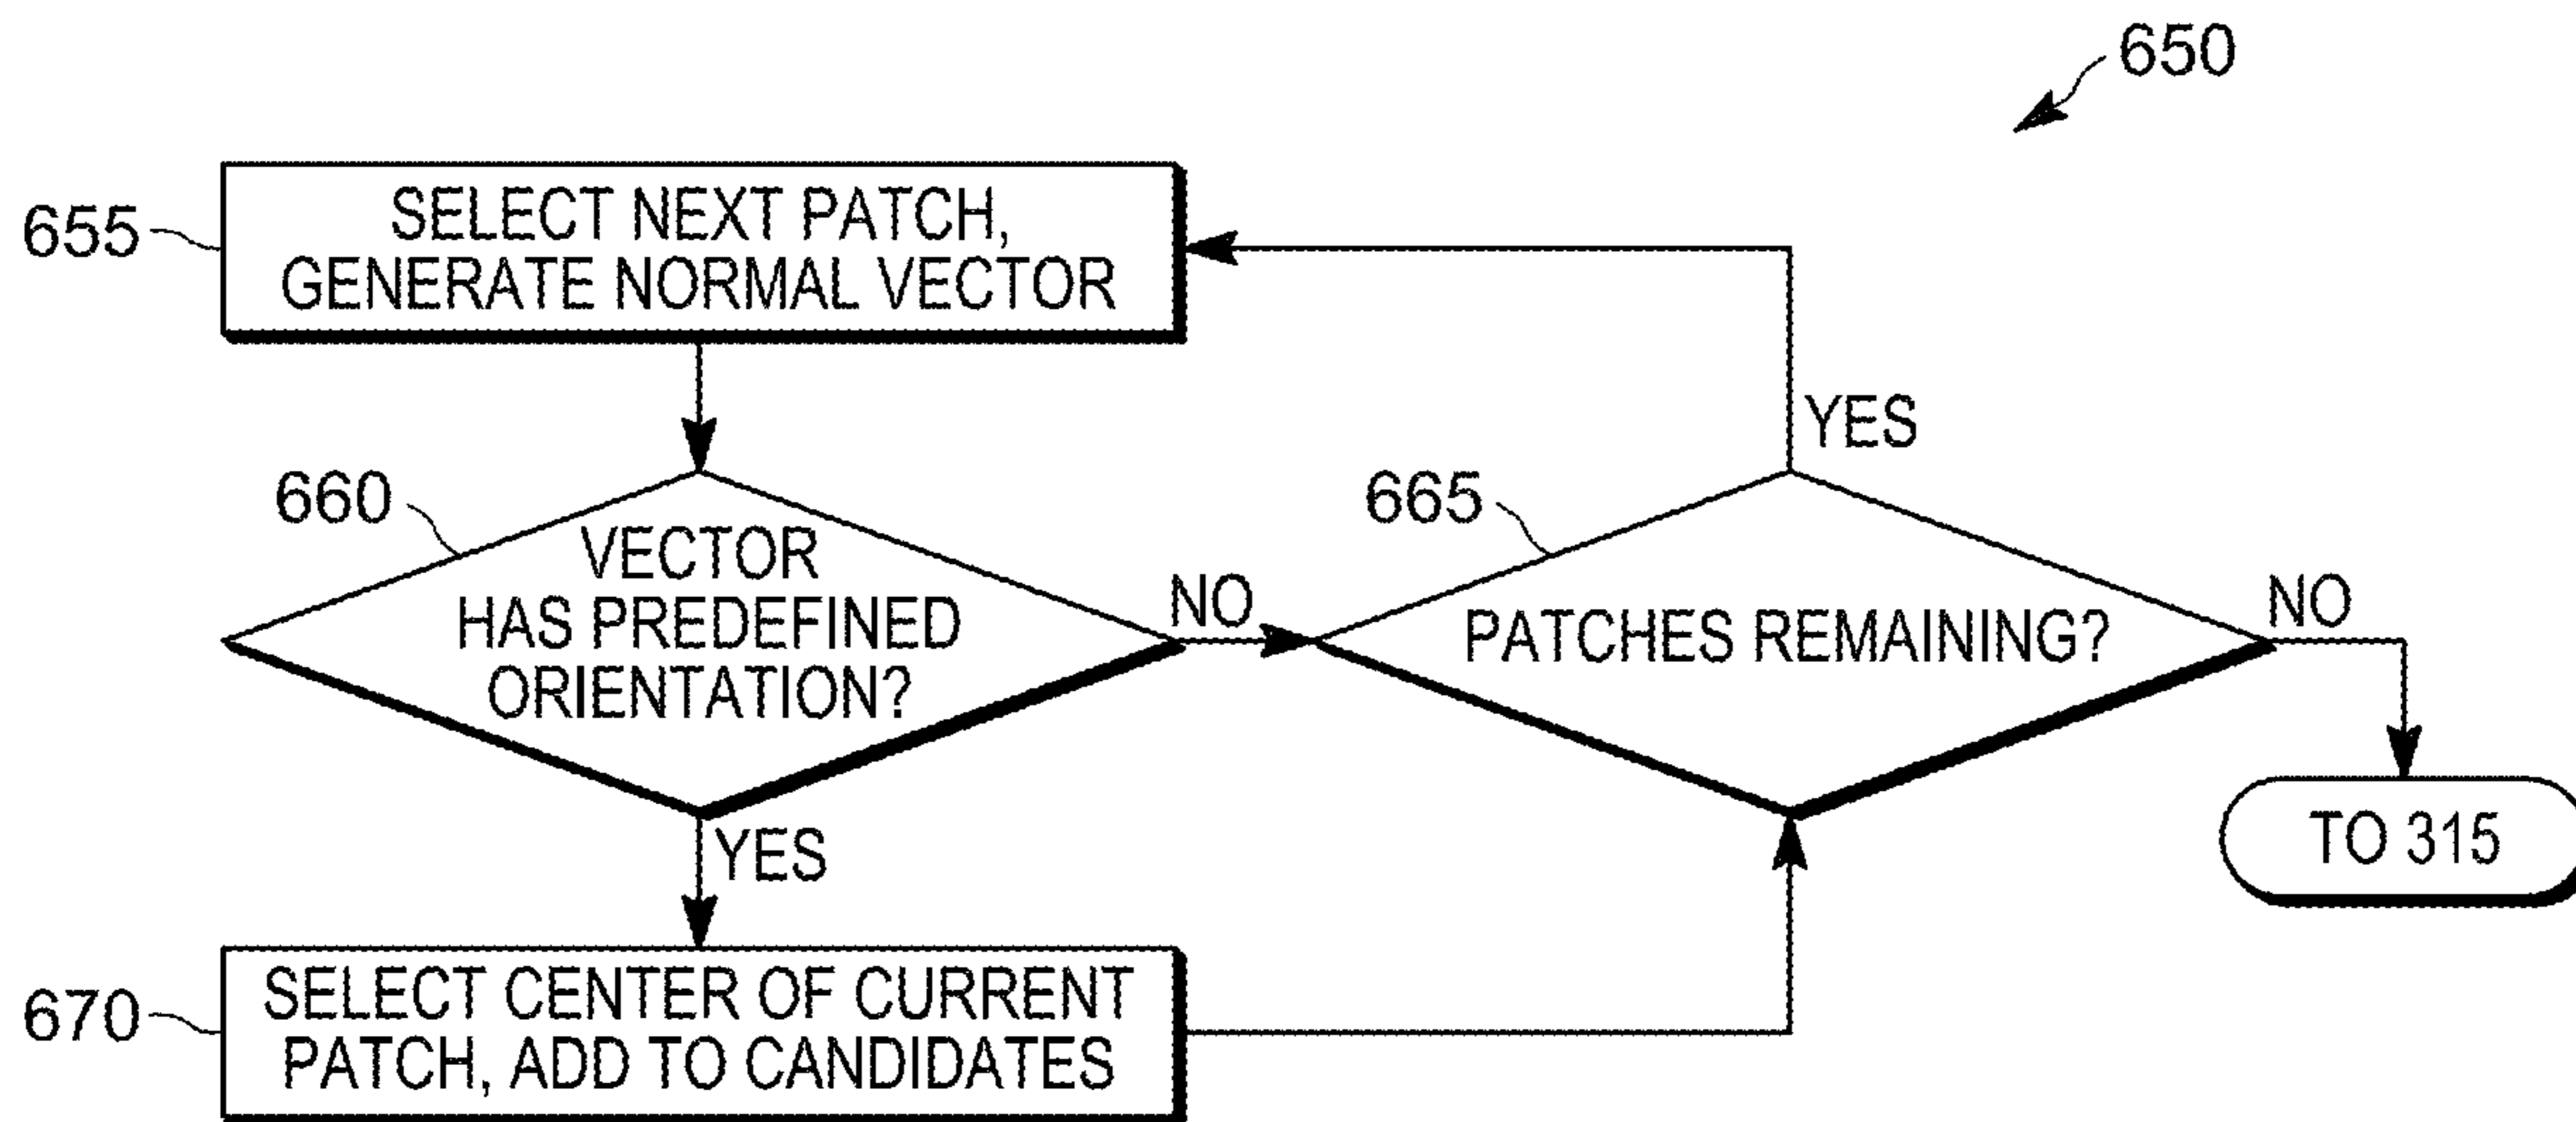 650
655
SELECT NEXT PATCH,
GENERATE NORMAL VECTOR
YES
660
VECTOR
HAS PREDEFINED
ORIENTATION?
NO
665
PATCHES REMAINING?
NO
YES
TO 315
670
SELECT CENTER OF CURRENT
PATCH, ADD TO CANDIDATES